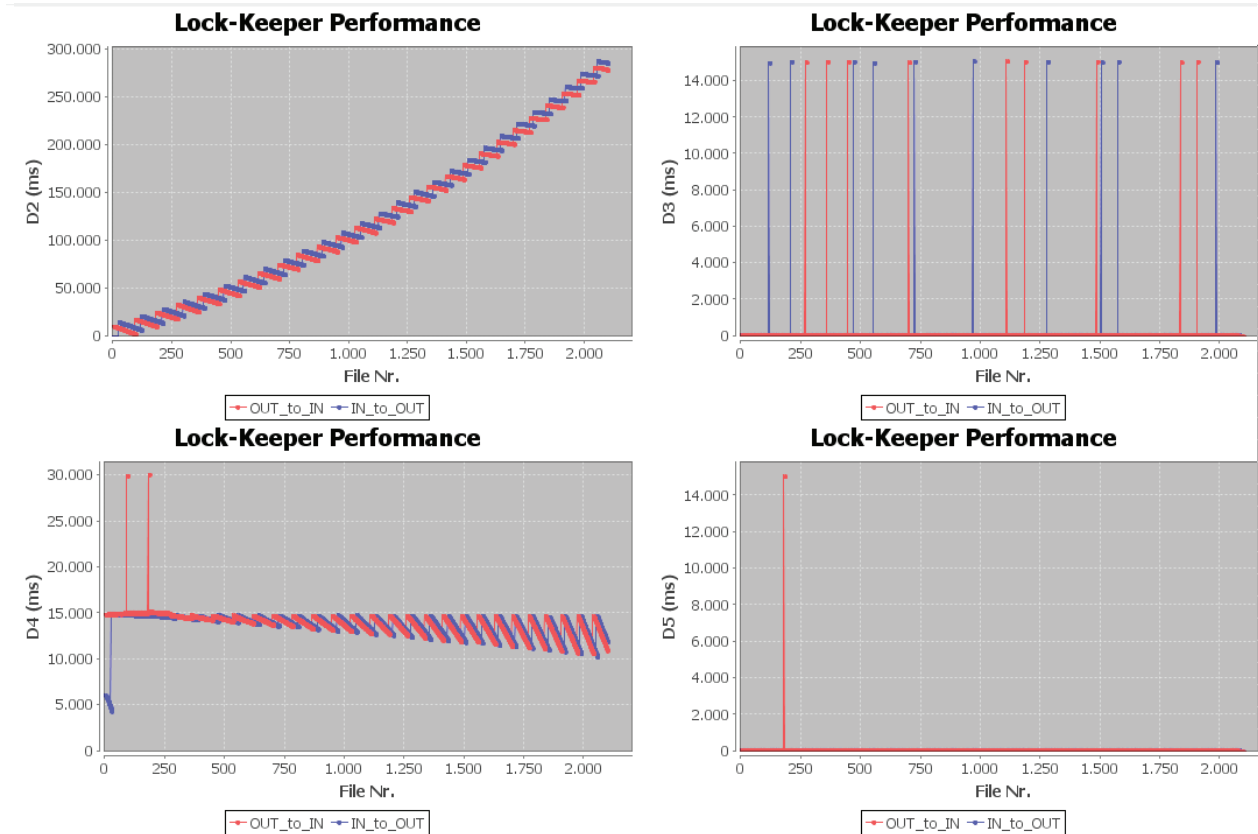 Lock-Keeper Performance
D2 (ms)
300.000
250.000
200.000
150.000
100.000
50.000
0
0 250 500 750 1.000 1.250 1.500 1.750 2.000
File Nr.
OUT_to_IN IN_to_OUT
Lock-Keeper Performance
D3 (ms)
14.000
12.000
10.000
8.000
6.000
4.000
2.000
0
0 250 500 750 1.000 1.250 1.500 1.750 2.000
File Nr.
OUT_to_IN IN_to_OUT
Lock-Keeper Performance
D4 (ms)
30.000
25.000
20.000
15.000
10.000
5.000
0
0 250 500 750 1.000 1.250 1.500 1.750 2.000
File Nr.
OUT_to_IN IN_to_OUT
Lock-Keeper Performance
D5 (ms)
14.000
12.000
10.000
8.000
6.000
4.000
2.000
0
0 250 500 750 1.000 1.250 1.500 1.750 2.000
File Nr.
OUT_to_IN IN_to_OUT